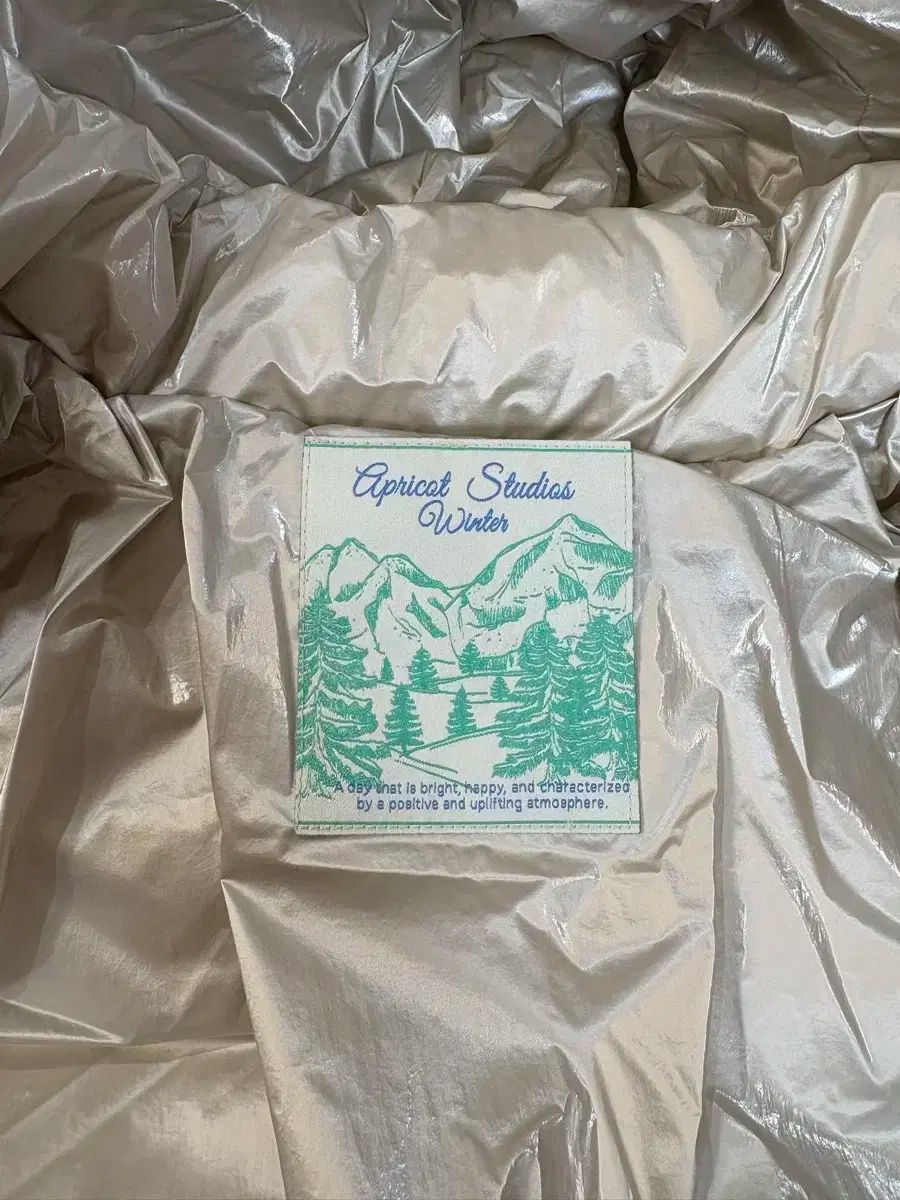 Apricot Studios
Winter
A day that is bright, happy, and characterized
by a positive and uplifting atmosphere.